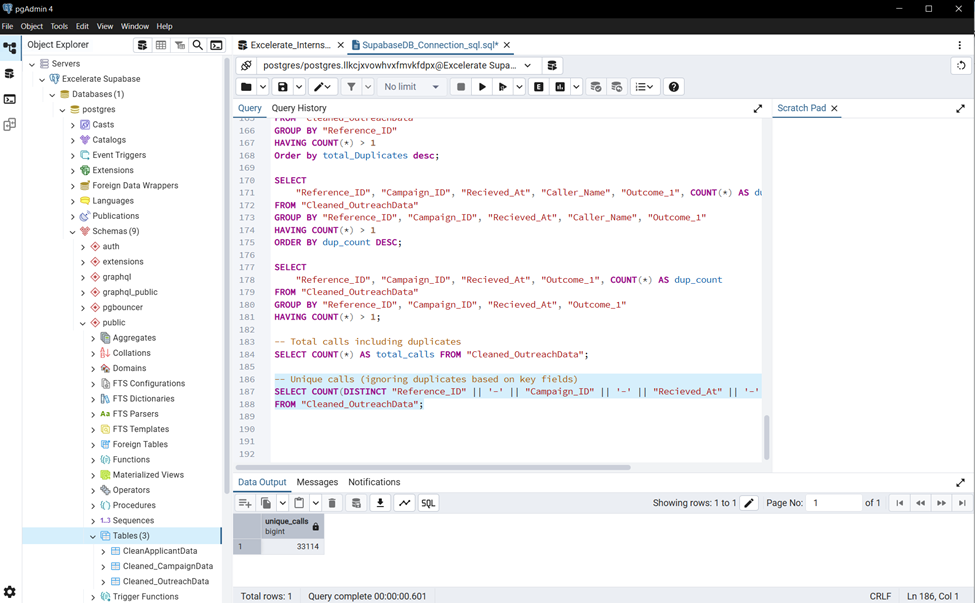 pgAdmin 4
File Object Tools Edit View Window Help
Object Explorer
Excelerate_Interns...
SupabaseDB_Connection_sql.sql*
postgres/postgres.llkcjxvowhvxfmvkfdpx@Excelerate Supa...
No limit
E
Query Query History
Scratch Pad
Servers
Excelerate Supabase
Databases (1)
postgres
Casts
Catalogs
Event Triggers
Extensions
Foreign Data Wrappers
Languages
Publications
Schemas (9)
auth
extensions
graphql
graphql_public
pgbouncer
public
Aggregates
Collations
Domains
FTS Configurations
FTS Dictionaries
Aa FTS Parsers
FTS Templates
Foreign Tables
Functions
Materialized Views
Operators
Procedures
1..3 Sequences
Tables (3)
CleanApplicantData
Cleaned_CampaignData
Cleaned_OutreachData
Trigger Functions
165 FROM "Cleaned_OutreachData"
166 GROUP BY "Reference_ID"
167 HAVING COUNT(*) > 1
168 Order by total_Duplicates desc;
169
170 SELECT
171 "Reference_ID", "Campaign_ID", "Recieved_At", "Caller_Name", "Outcome_1", COUNT(*) AS du
172 FROM "Cleaned_OutreachData"
173 GROUP BY "Reference_ID", "Campaign_ID", "Recieved_At", "Caller_Name", "Outcome_1"
174 HAVING COUNT(*) > 1
175 ORDER BY dup_count DESC;
176
177 SELECT
178 "Reference_ID", "Campaign_ID", "Recieved_At", "Outcome_1", COUNT(*) AS dup_count
179 FROM "Cleaned_OutreachData"
180 GROUP BY "Reference_ID", "Campaign_ID", "Recieved_At", "Outcome_1"
181 HAVING COUNT(*) > 1;
182
183 -- Total calls including duplicates
184 SELECT COUNT(*) AS total_calls FROM "Cleaned_OutreachData";
185
186 -- Unique calls (ignoring duplicates based on key fields)
187 SELECT COUNT(DISTINCT "Reference_ID" || '-' || "Campaign_ID" || '-' || "Recieved_At" || '-'
188 FROM "Cleaned_OutreachData";
189
190
191
192
Data Output Messages Notifications
SQL
Showing rows: 1 to 1
Page No: 1 of 1
unique_calls
bigint
1 33114
Total rows: 1
Query complete 00:00:00.601
CRLF
Ln 186, Col 1